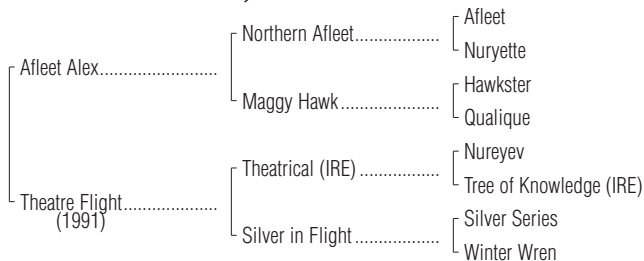 Afleet
Northern Afleet
Nuryette
Afleet Alex
Hawkster
Maggy Hawk
Qualique
Nureyev
Theatrical (IRE)
Tree of Knowledge (IRE)
Theatre Flight
(1991)
Silver Series
Silver in Flight
Winter Wren